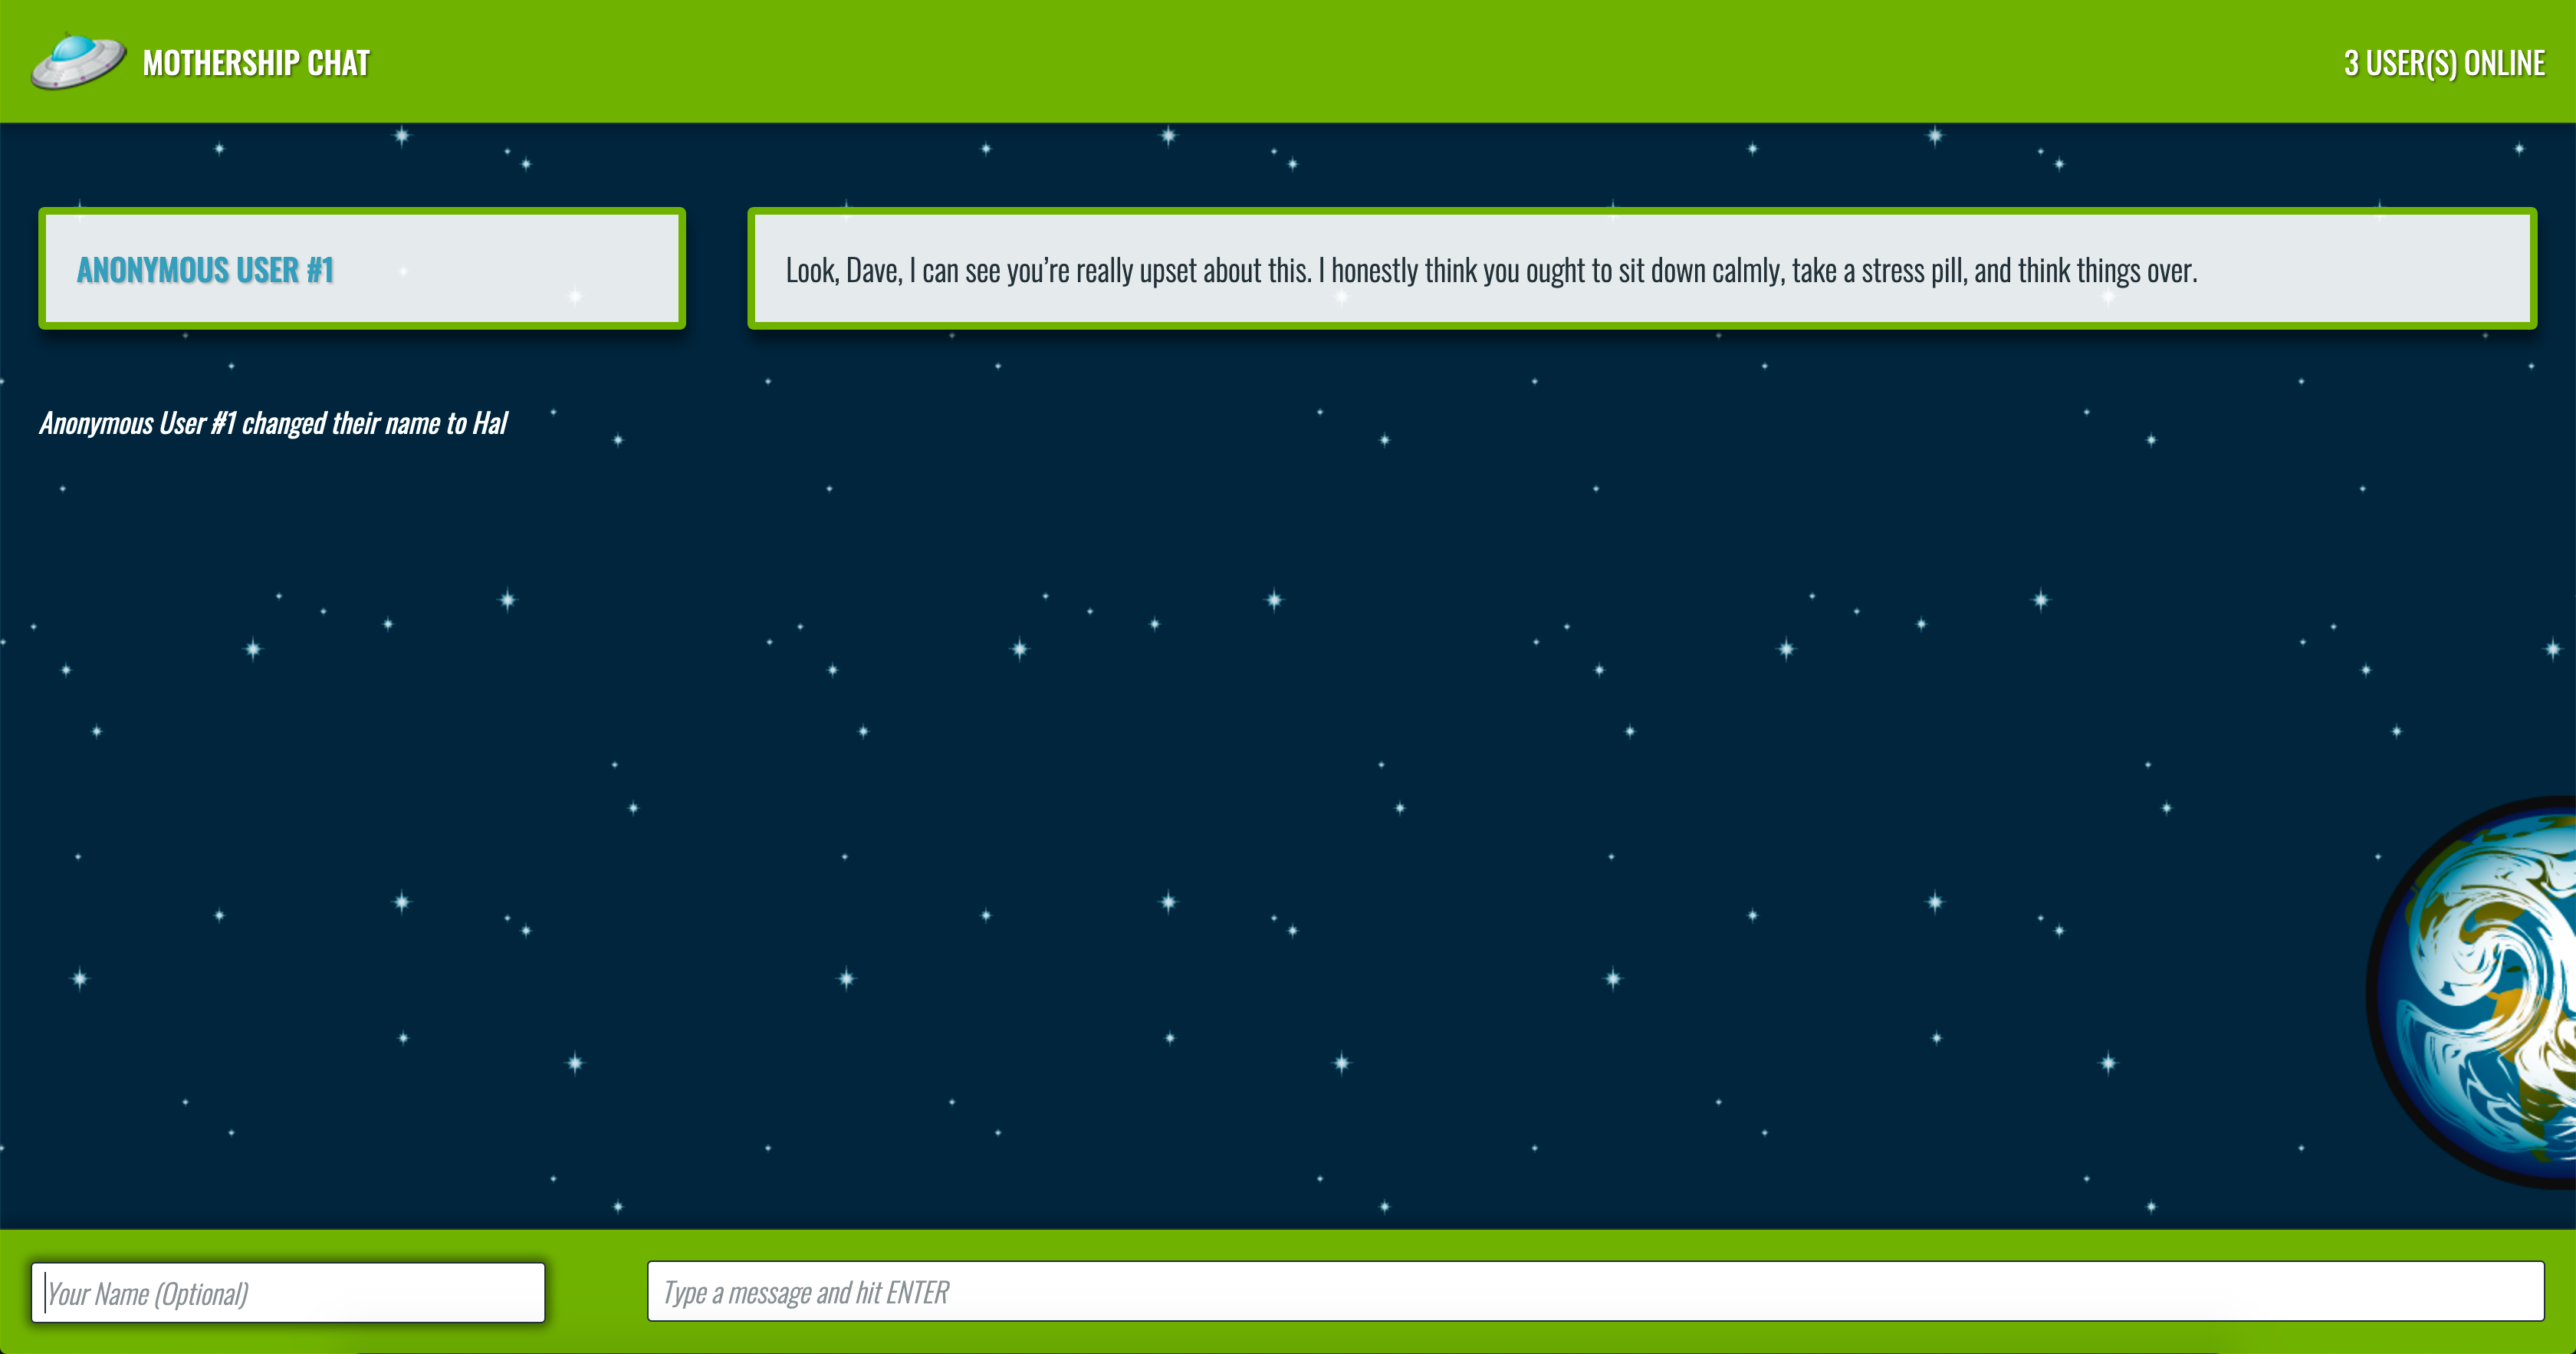 MOTHERSHIP CHAT
3 USER(S) ONLINE
ANONYMOUS USER #1
Look, Dave, I can see you’re really upset about this. I honestly think you ought to sit down calmly, take a stress pill, and think things over.
Anonymous User #1 changed their name to Hal
Your Name (Optional)
Type a message and hit ENTER